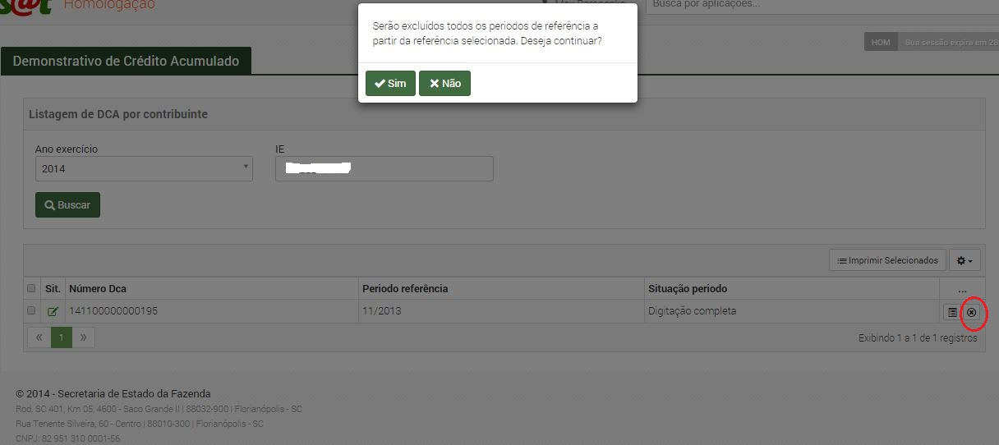 s@t Homologação
Busca por aplicações...
Serão excluídos todos os periodos de referência a
partir da referência selecionada. Deseja continuar?
Sim Não
HOM Sua sessão expira em 28
Demonstrativo de Crédito Acumulado
Listagem de DCA por contribuinte
Ano exercício IE
2014
Buscar
Imprimir Selecionados
Sit. Número Dca Periodo referência Situação periodo ...
141100000000195 11/2013 Digitação completa
« 1 » Exibindo 1 a 1 de 1 registros
© 2014 - Secretaria de Estado da Fazenda
Rod. SC 401, Km 05, 4600 - Saco Grande II | 88032-900 | Florianópolis - SC
Rua Tenente Silveira, 60 - Centro | 88010-300 | Florianópolis - SC
CNPJ: 82 951 310 0001-56